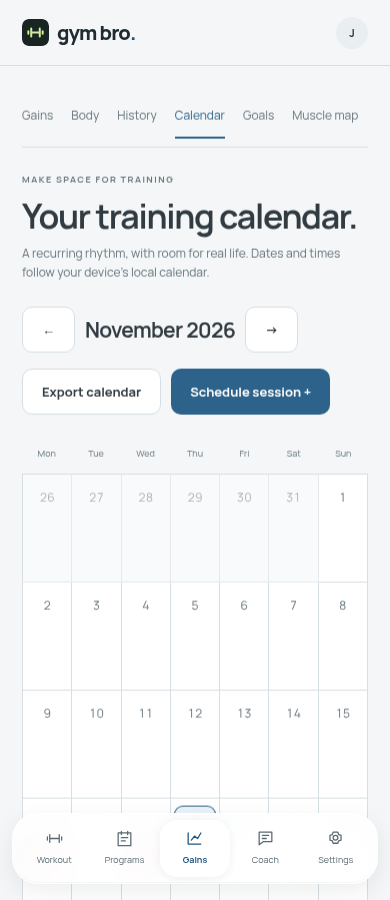 gym bro.
J
Gains Body History Calendar Goals Muscle map
MAKE SPACE FOR TRAINING
Your training calendar.
A recurring rhythm, with room for real life. Dates and times
follow your device's local calendar.
← November 2026 →
Export calendar Schedule session +
Mon Tue Wed Thu Fri Sat Sun
26 27 28 29 30 31 1
2 3 4 5 6 7 8
9 10 11 12 13 14 15
Workout Programs Gains Coach Settings